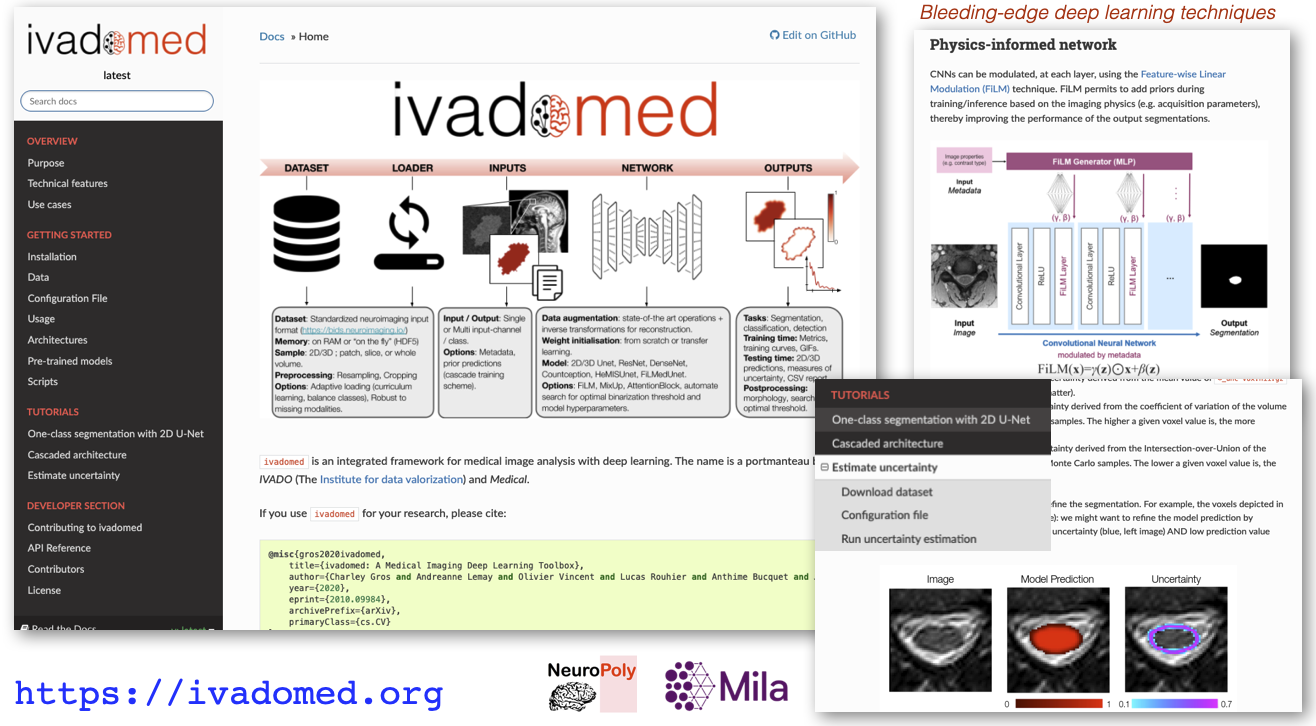 ivadomed
latest
Search docs
OVERVIEW
Purpose
Technical features
Use cases
GETTING STARTED
Installation
Data
Configuration File
Usage
Architectures
Pre-trained models
Scripts
TUTORIALS
One-class segmentation with 2D U-Net
Cascaded architecture
Estimate uncertainty
DEVELOPER SECTION
Contributing to ivadomed
API Reference
Contributors
License
Read the Docs
Docs » Home
Edit on GitHub
ivadomed
DATASET LOADER INPUTS NETWORK OUTPUTS
1
0
Dataset: Standardized neuroimaging input
format (https://bids.neuroimaging.io/)
Memory: on RAM or "on the fly" (HDF5)
Sample: 2D/3D ; patch, slice, or whole
volume.
Preprocessing: Resampling, Cropping
Options: Adaptive loading (curriculum
learning, balance classes), Robust to
missing modalities.
Input / Output: Single
or Multi input-channel
/ class.
Options: Metadata,
prior predictions
(cascade training
scheme).
Data augmentation: state-of-the art operations +
inverse transformations for reconstruction.
Weight initialisation: from scratch or transfer
learning.
Model: 2D/3D Unet, ResNet, DenseNet,
Countception, HeMISUnet, FiLMedUnet.
Options: FiLM, MixUp, AttentionBlock, automate
search for optimal binarization threshold and
model hyperparameters.
Tasks: Segmentation,
classification, detection
Training time: Metrics,
training curves, GIFs.
Testing time: 2D/3D
predictions, measures of
uncertainty, CSV report
Postprocessing:
morphology, search
optimal threshold.
ivadomed is an integrated framework for medical image analysis with deep learning. The name is a portmanteau
IVADO (The Institute for data valorization) and Medical.
If you use ivadomed for your research, please cite:
@misc{gros2020ivadomed,
title={ivadomed: A Medical Imaging Deep Learning Toolbox},
author={Charley Gros and Andreanne Lemay and Olivier Vincent and Lucas Rouhier and Anthime Bucquet and
year={2020},
eprint={2010.09984},
archivePrefix={arXiv},
primaryClass={cs.CV}
Bleeding-edge deep learning techniques
Physics-informed network
CNNs can be modulated, at each layer, using the Feature-wise Linear
Modulation (FiLM) technique. FiLM permits to add priors during
training/inference based on the imaging physics (e.g. acquisition parameters),
thereby improving the performance of the output segmentations.
Image properties
(e.g. contrast type)
FiLM Generator (MLP)
Input
Metadata
(γ, β) (γ, β) (γ, β)
Convolutional Layer
ReLU
FiLM Layer
Convolutional Layer
ReLU
FiLM Layer
...
Input
Image
Output
Segmentation
Convolutional Neural Network
modulated by metadata
FiLM(x)=γ(z)⊙x+β(z)
derived from the mean value of
TUTORIALS
One-class segmentation with 2D U-Net
Cascaded architecture
Estimate uncertainty
Download dataset
Configuration file
Run uncertainty estimation
derived from the coefficient of variation of the volume
samples. The higher a given voxel value is, the more
derived from the Intersection-over-Union of the
Monte Carlo samples. The lower a given voxel value is, the
the segmentation. For example, the voxels depicted in
we might want to refine the model prediction by
uncertainty (blue, left image) AND low prediction value
Image Model Prediction Uncertainty
0 1 0.1 0.7
https://ivadomed.org
NeuroPoly
Mila